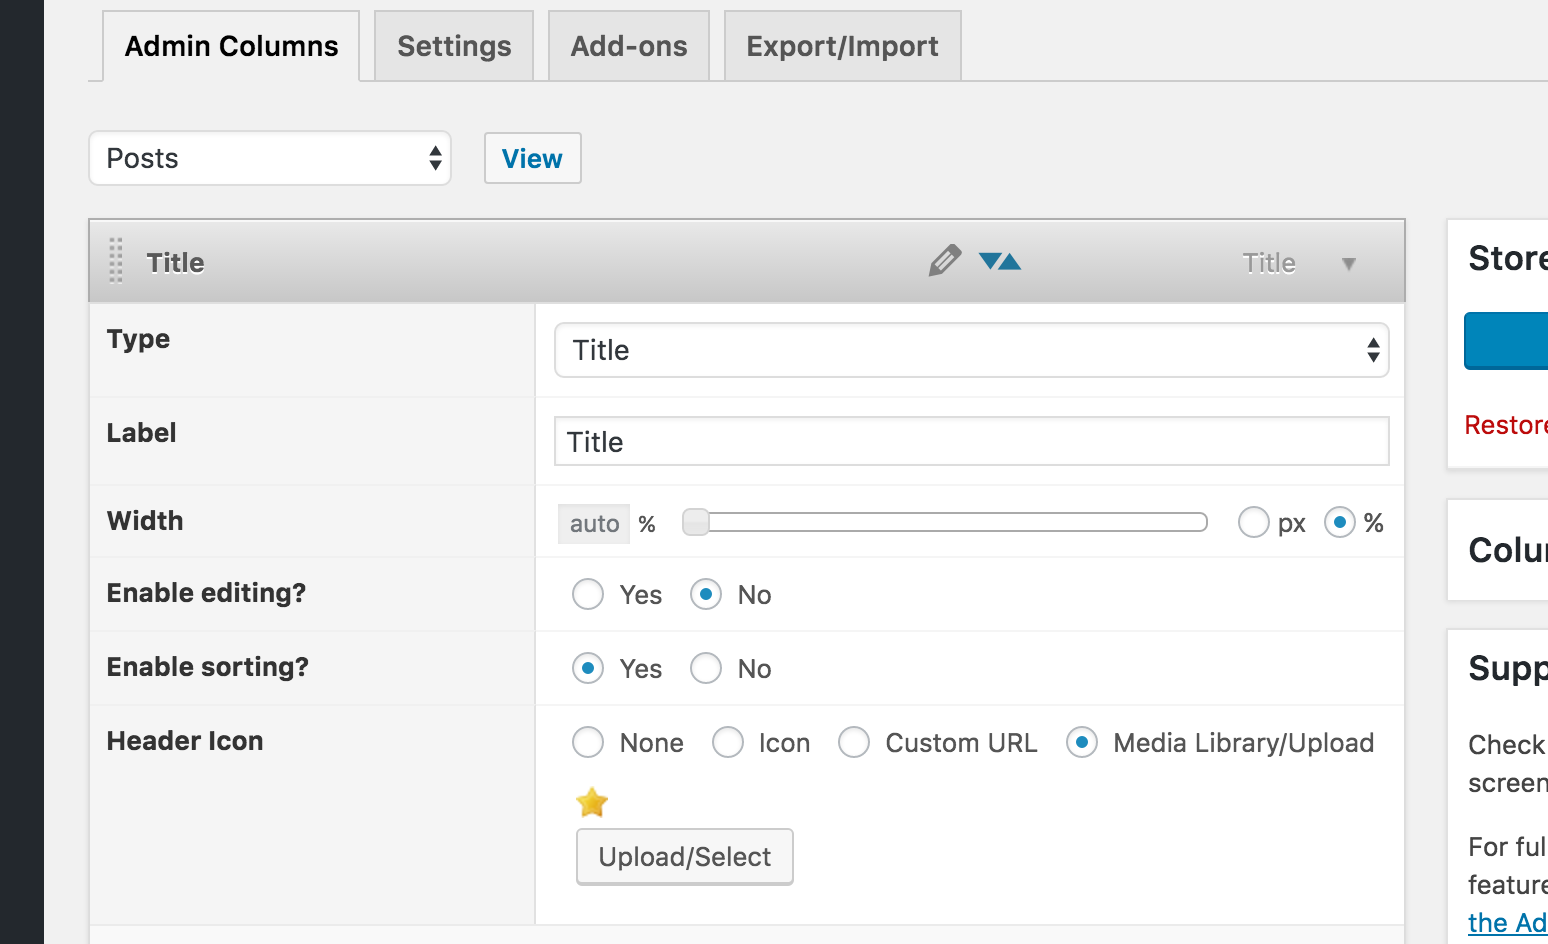 Admin Columns Settings Add-ons Export/Import
Posts View
Title Title
Type Title
Label Title
Width auto % px %
Enable editing? Yes No
Enable sorting? Yes No
Header Icon None Icon Custom URL Media Library/Upload
Upload/Select
Store
Restore
Colu
Supp
Check
screen
For ful
feature
the Ad